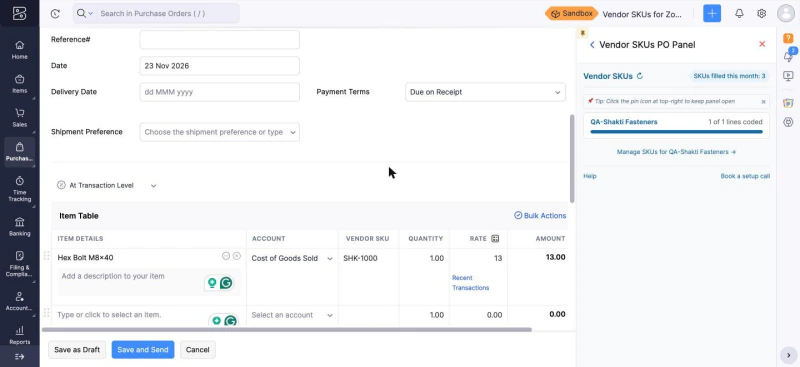 Search in Purchase Orders ( / )
Sandbox
Vendor SKUs for Zo...
Home
Items
Sales
Purchas...
Time
Tracking
Banking
Filing &
Complia...
Account...
Reports
Reference#
Date
23 Nov 2026
Delivery Date
dd MMM yyyy
Payment Terms
Due on Receipt
Shipment Preference
Choose the shipment preference or type
At Transaction Level
Item Table
Bulk Actions
ITEM DETAILS
ACCOUNT
VENDOR SKU
QUANTITY
RATE
AMOUNT
Hex Bolt M8×40
Cost of Goods Sold
SHK-1000
1.00
13
13.00
Add a description to your item
Recent
Transactions
Type or click to select an item.
Select an account
1.00
0.00
0.00
Save as Draft
Save and Send
Cancel
Vendor SKUs PO Panel
Vendor SKUs
SKUs filled this month: 3
Tip: Click the pin icon at top-right to keep panel open
QA-Shakti Fasteners
1 of 1 lines coded
Manage SKUs for QA-Shakti Fasteners →
Help
Book a setup call
?
2